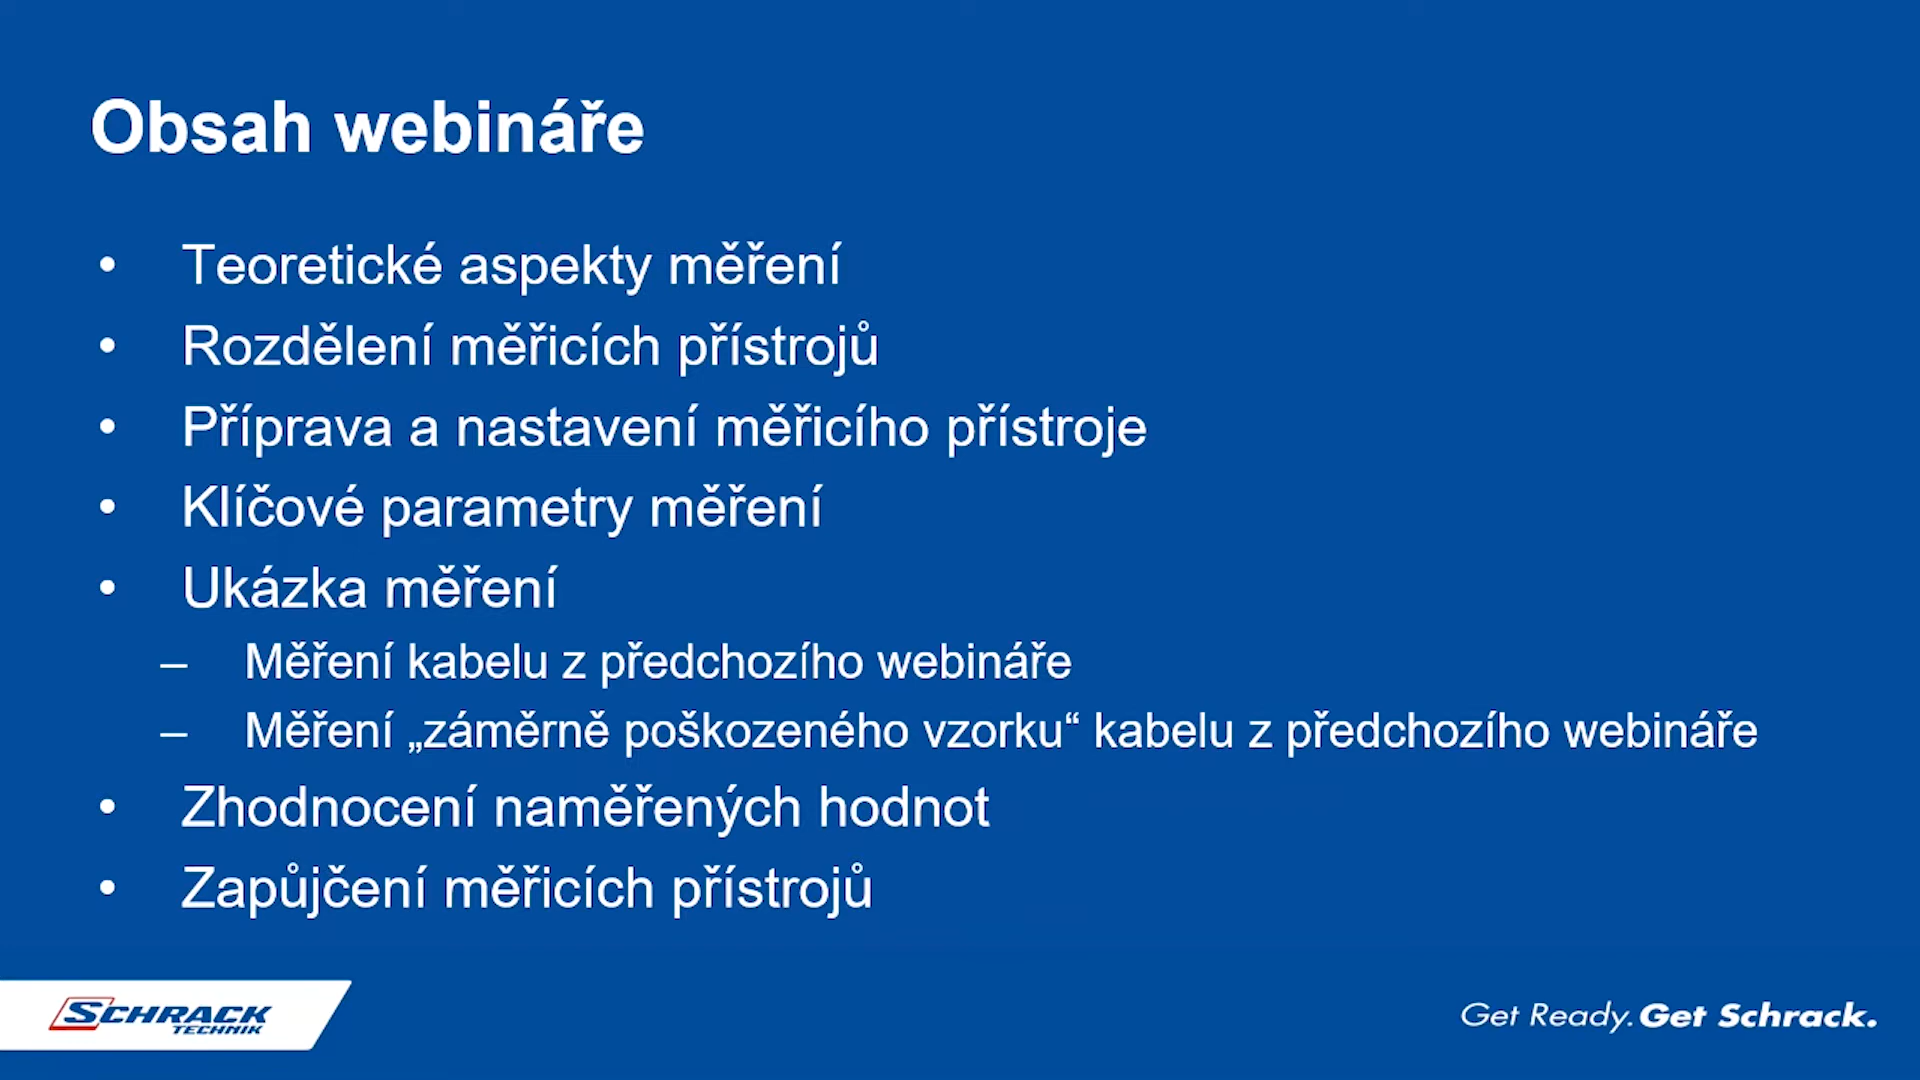 Obsah webináře
• Teoretické aspekty měření
• Rozdělení měřicích přístrojů
• Příprava a nastavení měřicího přístroje
• Klíčové parametry měření
• Ukázka měření
– Měření kabelu z předchozího webináře
– Měření „záměrně poškozeného vzorku“ kabelu z předchozího webináře
• Zhodnocení naměřených hodnot
• Zapůjčení měřicích přístrojů
SCHRACK
TECHNIK
Get Ready. Get Schrack.